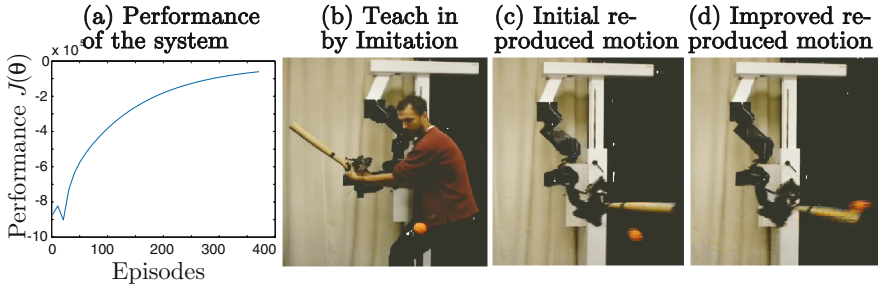 (a) Performance
of the system
(b) Teach in
by Imitation
(c) Initial re-
produced motion
(d) Improved re-
produced motion
0
-2
-4
-6
-8
-10
Performance J(θ)
0 100 200 300 400
Episodes